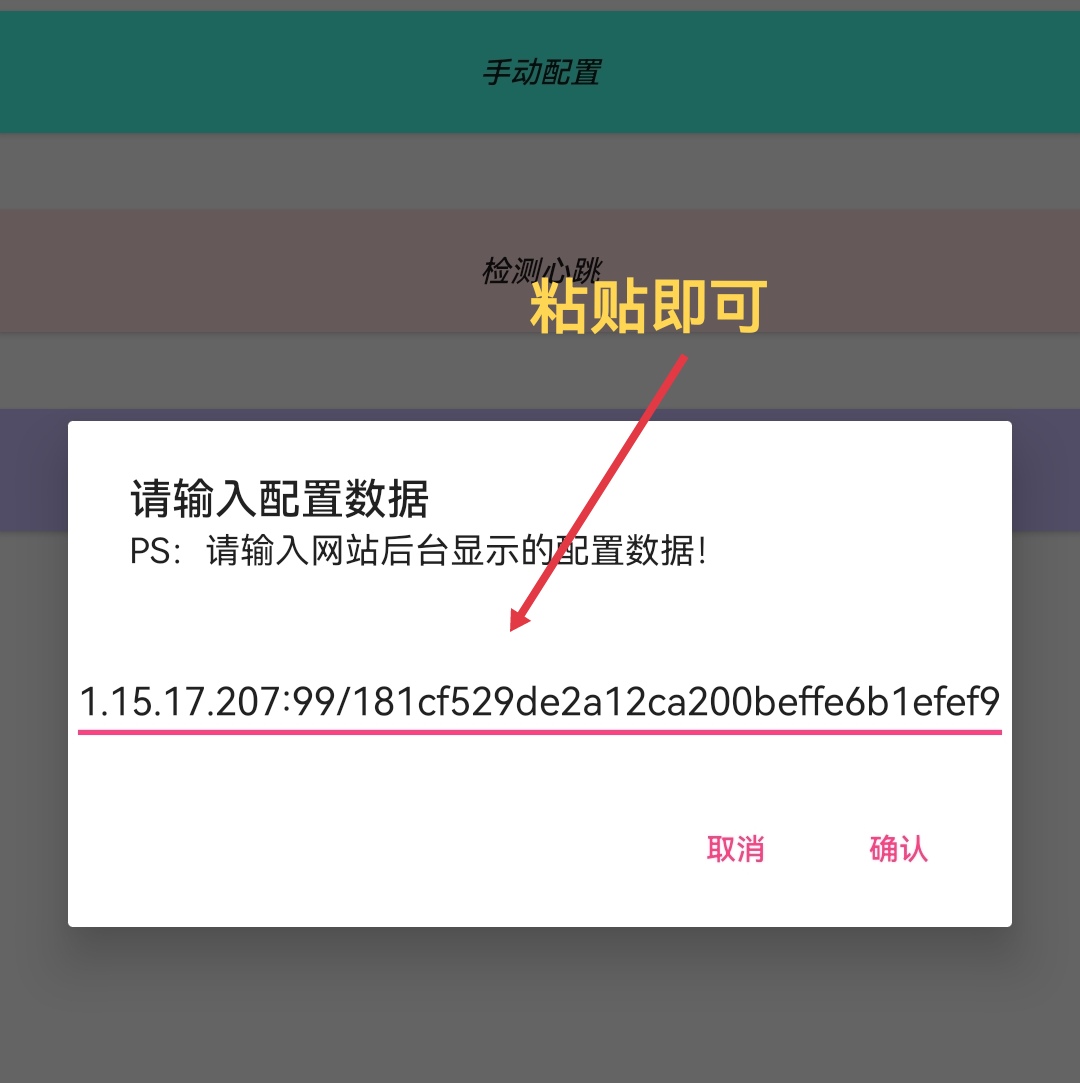 手动配置
检测心跳
粘贴即可
请输入配置数据
PS：请输入网站后台显示的配置数据！
1.15.17.207:99/181cf529de2a12ca200beffe6b1efef9
取消
确认